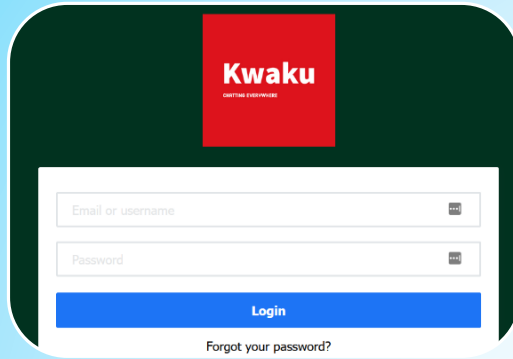 Kwaku
CHATTING EVERYWHERE
Email or username
Password
Login
Forgot your password?